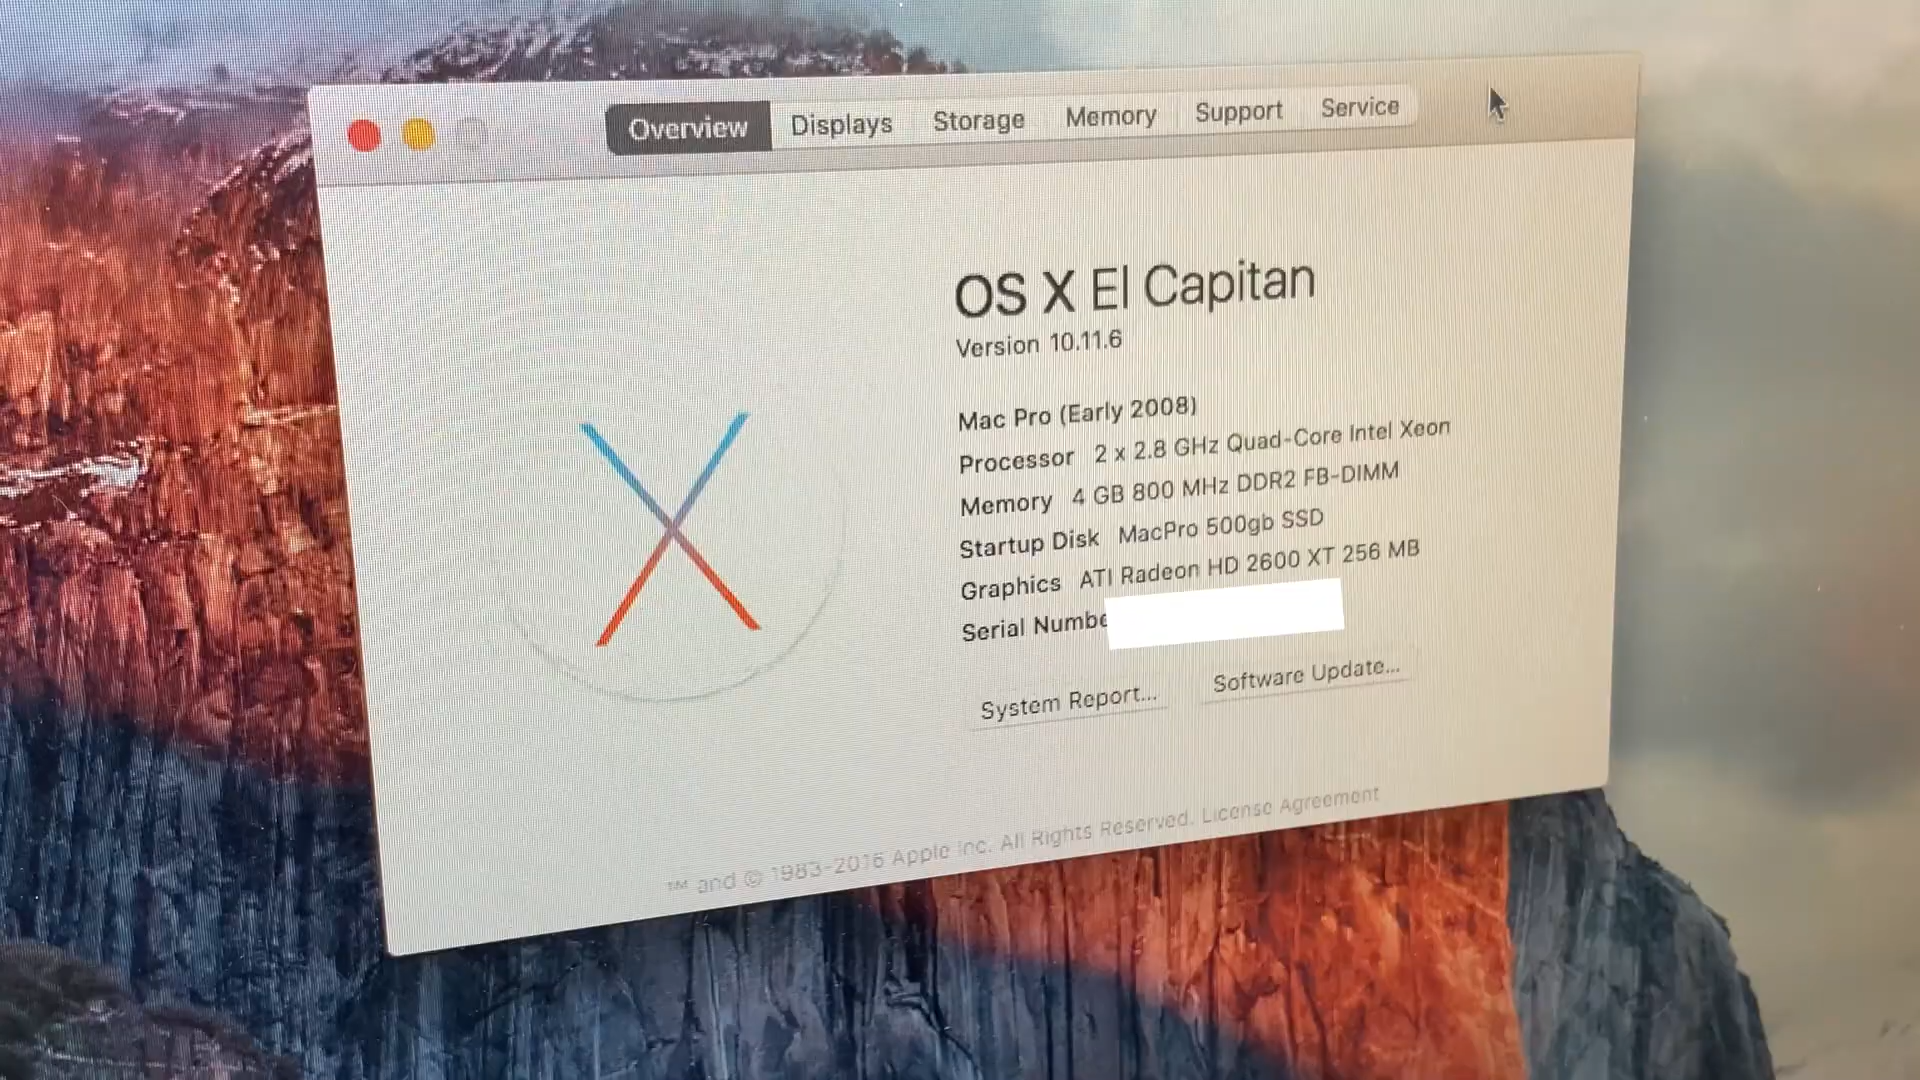 Overview Displays Storage Memory Support Service
OS X El Capitan
Version 10.11.6
Mac Pro (Early 2008)
Processor 2 x 2.8 GHz Quad-Core Intel Xeon
Memory 4 GB 800 MHz DDR2 FB-DIMM
Startup Disk MacPro 500gb SSD
Graphics ATI Radeon HD 2600 XT 256 MB
Serial Numbe
System Report... Software Update...
™ and © 1983-2016 Apple Inc. All Rights Reserved. License Agreement